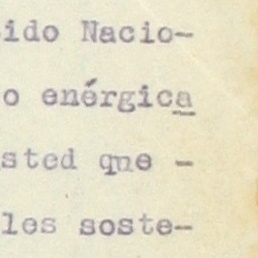 ido Nacio-
o enérgica
sted que -
les soste-